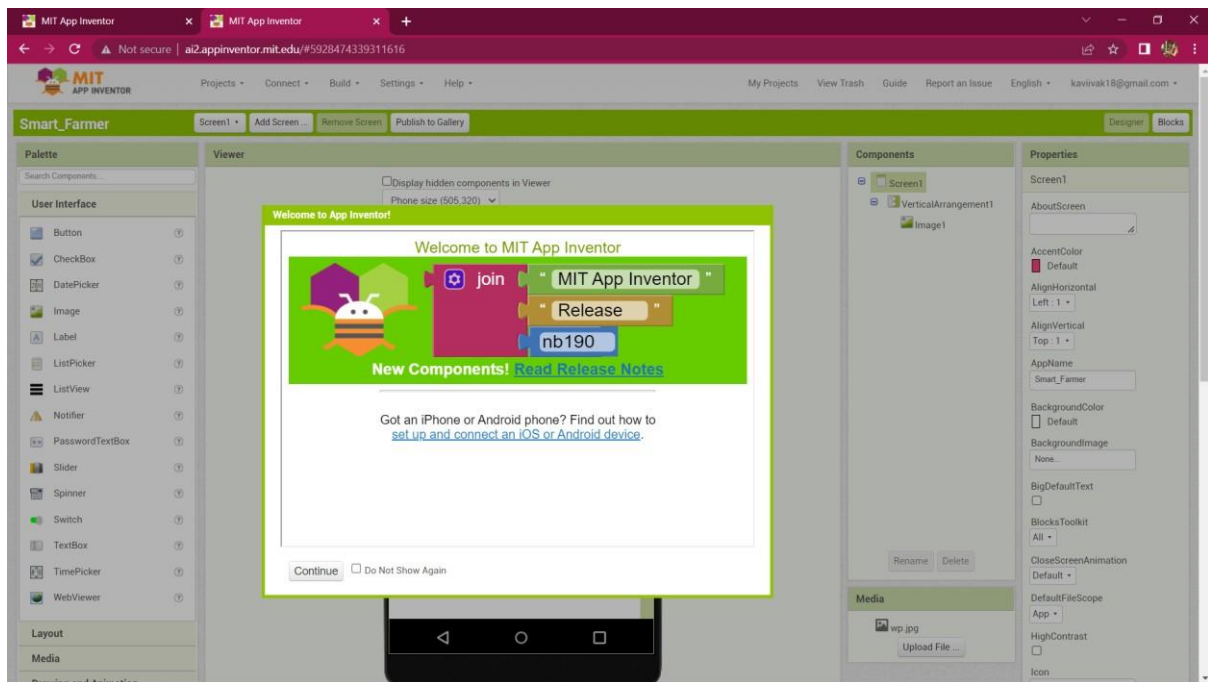 MIT App Inventor
MIT App Inventor
Not secure | ai2.appinventor.mit.edu/#5928474339311616
MIT
APP INVENTOR
Projects
Connect
Build
Settings
Help
My Projects
View Trash
Guide
Report an Issue
English
kaviivak18@gmail.com
Smart_Farmer
Screen1
Add Screen ...
Remove Screen
Publish to Gallery
Designer
Blocks
Palette
Search Components...
User Interface
Button
CheckBox
DatePicker
Image
Label
ListPicker
ListView
Notifier
PasswordTextBox
Slider
Spinner
Switch
TextBox
TimePicker
WebViewer
Layout
Media
Drawing and Animation
Viewer
Display hidden components in Viewer
Phone size (505,320)
Welcome to App Inventor!
Welcome to MIT App Inventor
join " MIT App Inventor "
" Release "
nb190
New Components! Read Release Notes
Got an iPhone or Android phone? Find out how to
set up and connect an iOS or Android device.
Continue
Do Not Show Again
Components
Screen1
VerticalArrangement1
Image1
Rename
Delete
Media
wp.jpg
Upload File ...
Properties
Screen1
AboutScreen
AccentColor
Default
AlignHorizontal
Left : 1
AlignVertical
Top : 1
AppName
Smart_Farmer
BackgroundColor
Default
BackgroundImage
None...
BigDefaultText
BlocksToolkit
All
CloseScreenAnimation
Default
DefaultFileScope
App
HighContrast
Icon